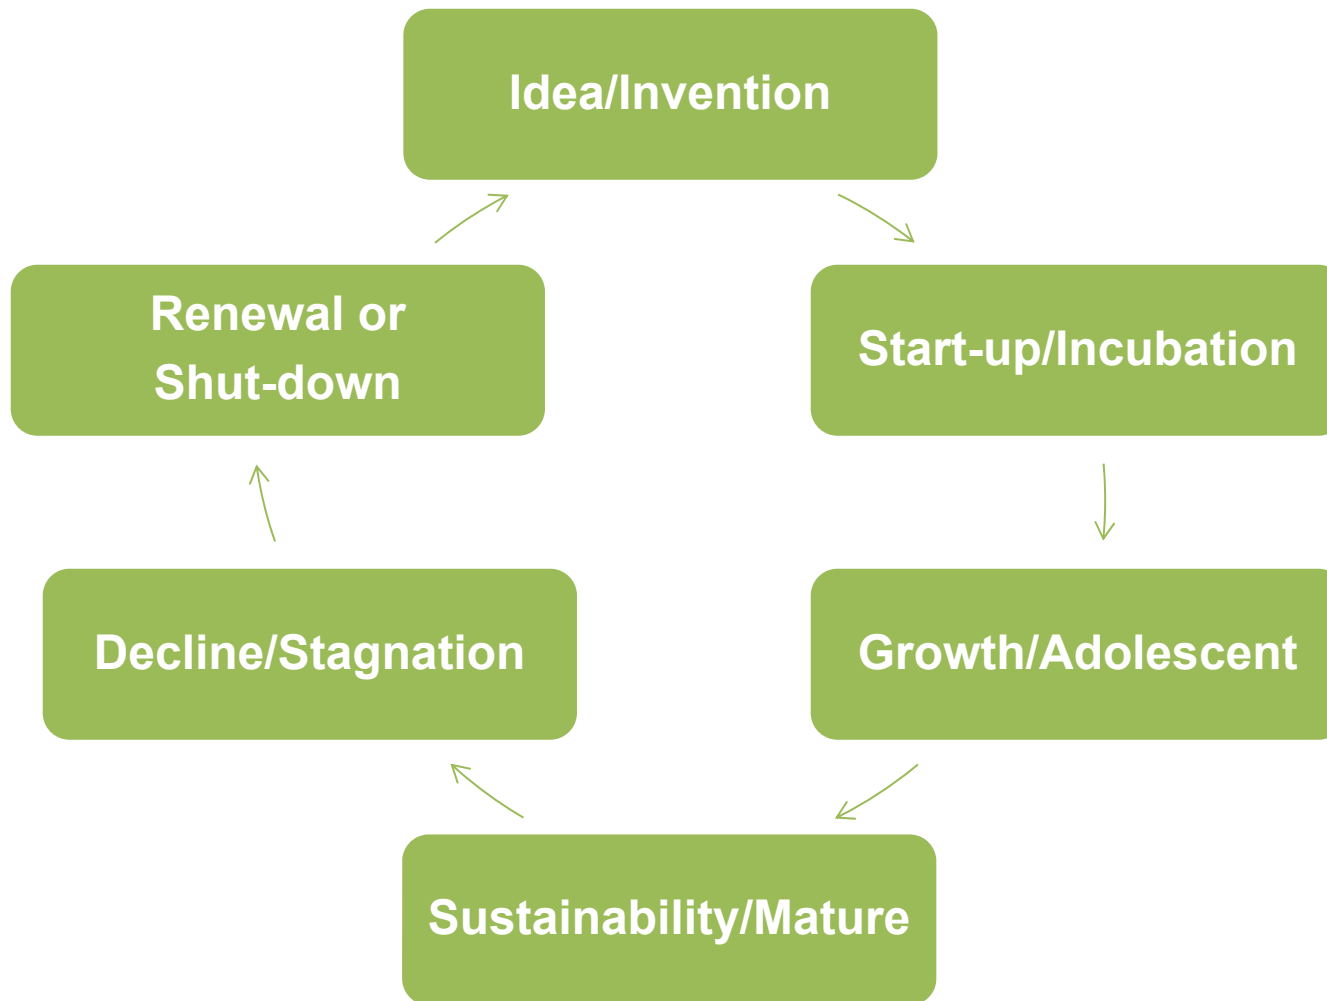 Idea/Invention
Start-up/Incubation
Growth/Adolescent
Sustainability/Mature
Decline/Stagnation
Renewal or
Shut-down